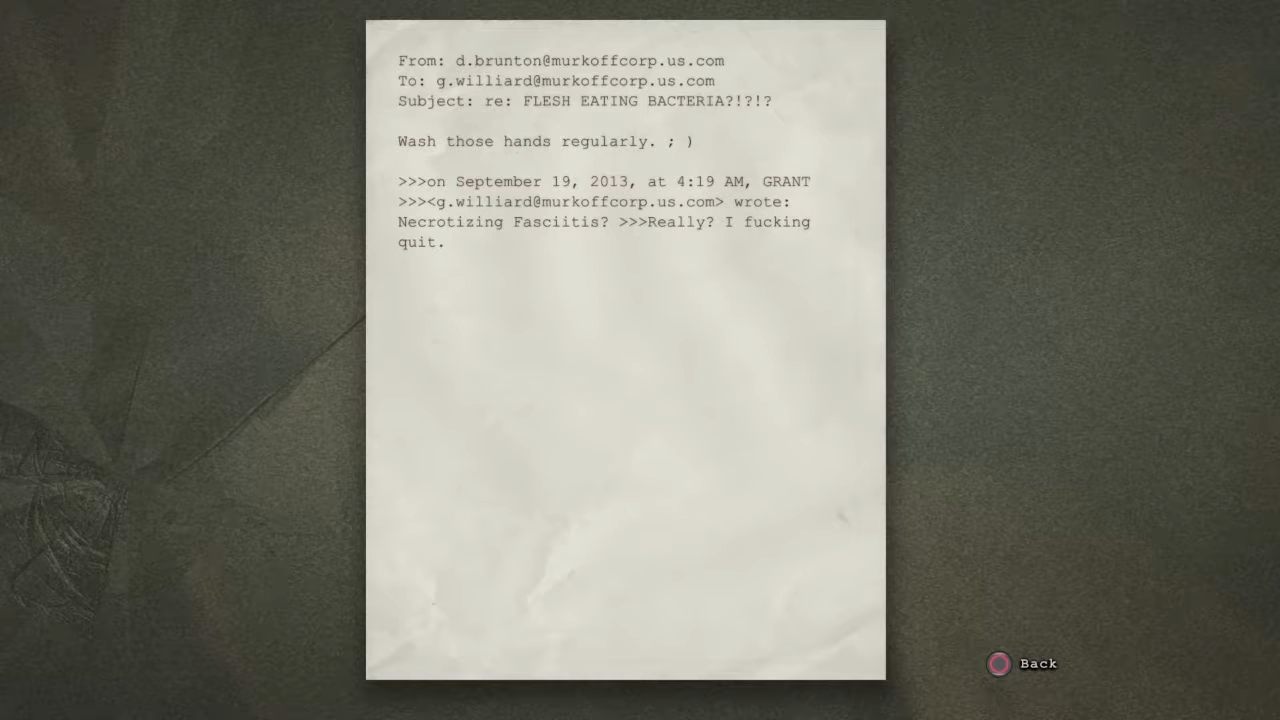 From: d.brunton@murkoffcorp.us.com
To: g.williard@murkoffcorp.us.com
Subject: re: FLESH EATING BACTERIA?!?!?
Wash those hands regularly. ; )
>>>on September 19, 2013, at 4:19 AM, GRANT
>>><g.williard@murkoffcorp.us.com> wrote:
Necrotizing Fasciitis? >>>Really? I fucking
quit.
Back